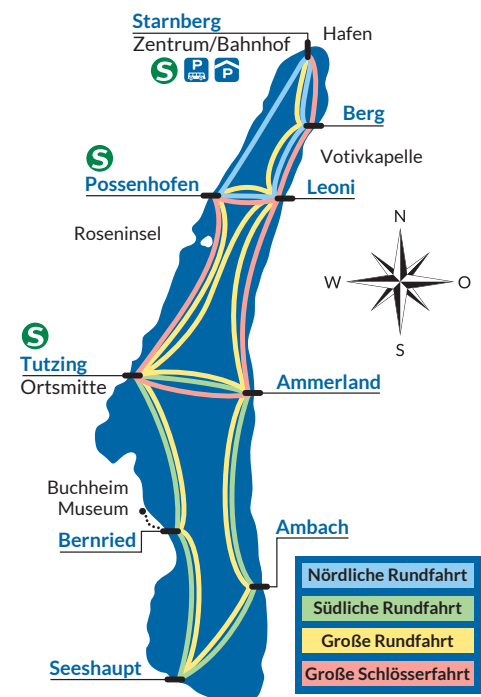 Starnberg
Zentrum/Bahnhof
Hafen
S
P
P
Berg
Votivkapelle
S
Possenhofen
Leoni
Roseninsel
N
W
O
S
S
Tutzing
Ortsmitte
Ammerland
Buchheim
Museum
Bernried
Ambach
Seeshaupt
Nördliche Rundfahrt
Südliche Rundfahrt
Große Rundfahrt
Große Schlösserfahrt